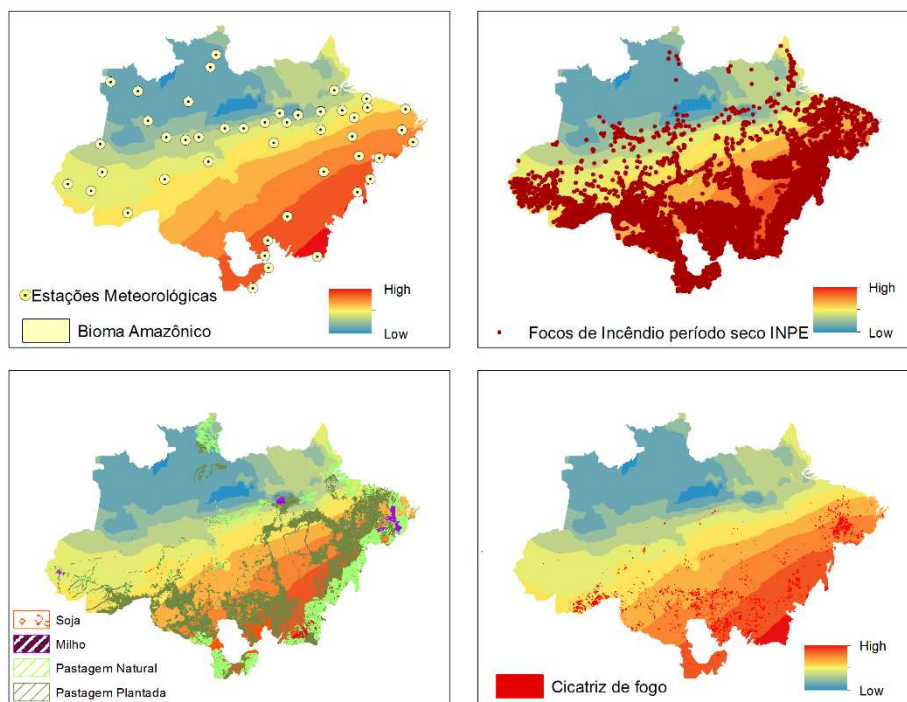 Estações Meteorológicas
Bioma Amazônico
High
Low
Focos de Incêndio período seco INPE
High
Low
Soja
Milho
Pastagem Natural
Pastagem Plantada
Cicatriz de fogo
High
Low